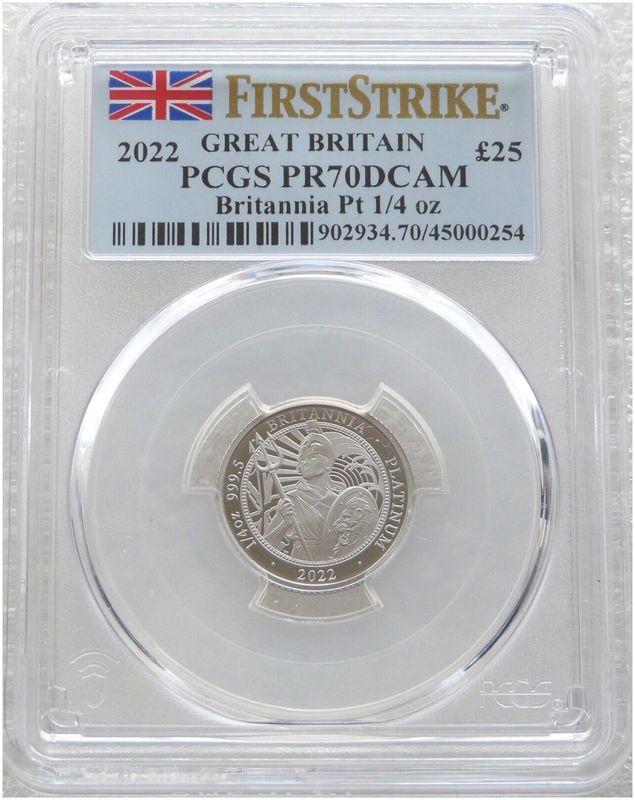 FIRSTSTRIKE®
2022 GREAT BRITAIN £25
PCGS PR70DCAM
Britannia Pt 1/4 oz
902934.70/45000254
1/4oz 999.5 BRITANNIA PLATINUM
· 2022 ·
PCGS